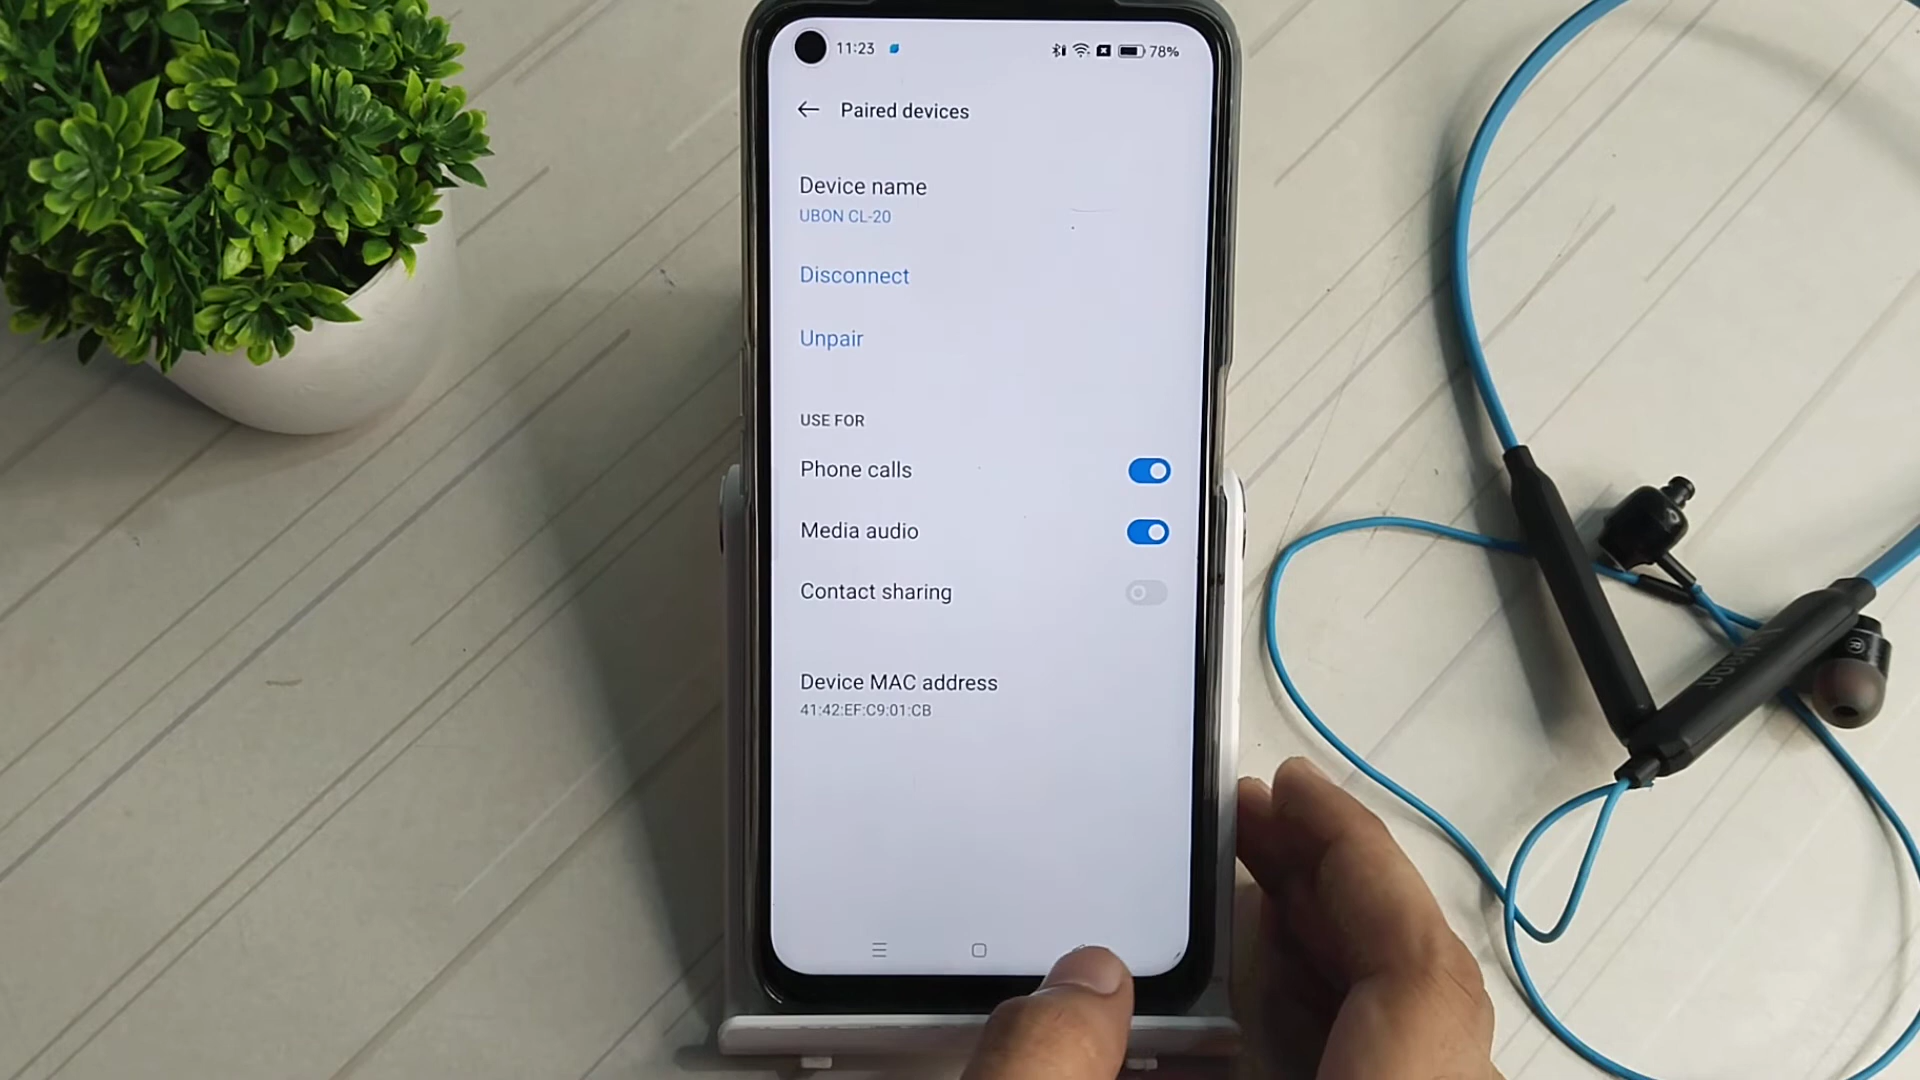 11:23
78%
Paired devices
Device name
UBON CL-20
Disconnect
Unpair
USE FOR
Phone calls
Media audio
Contact sharing
Device MAC address
41:42:EF:C9:01:CB
ubon
®